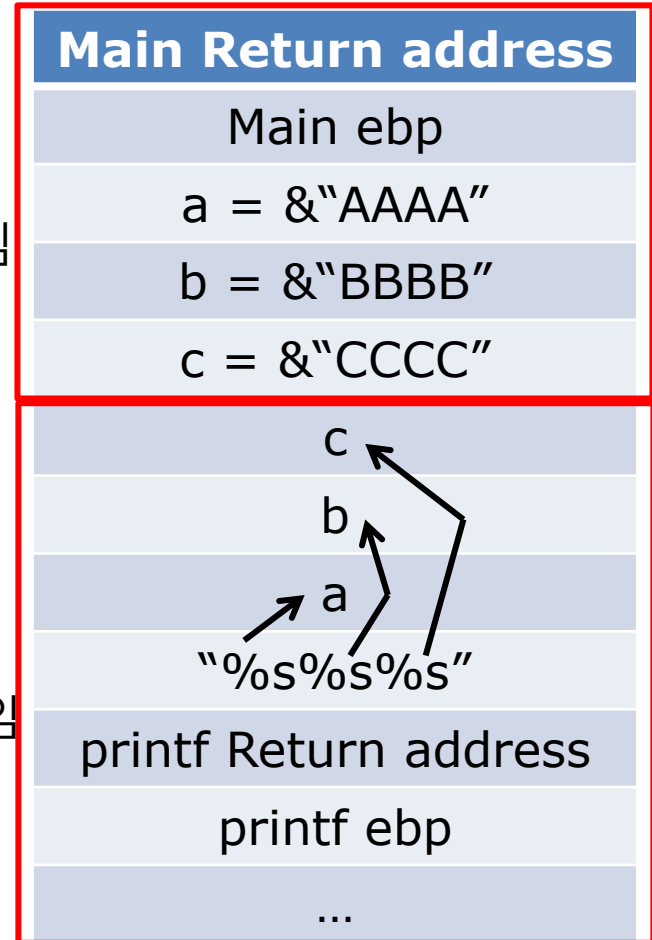 Main Return address
Main ebp
a = &“AAAA”
b = &“BBBB”
c = &“CCCC”
c
b
a
“%s%s%s”
printf Return address
printf ebp
…